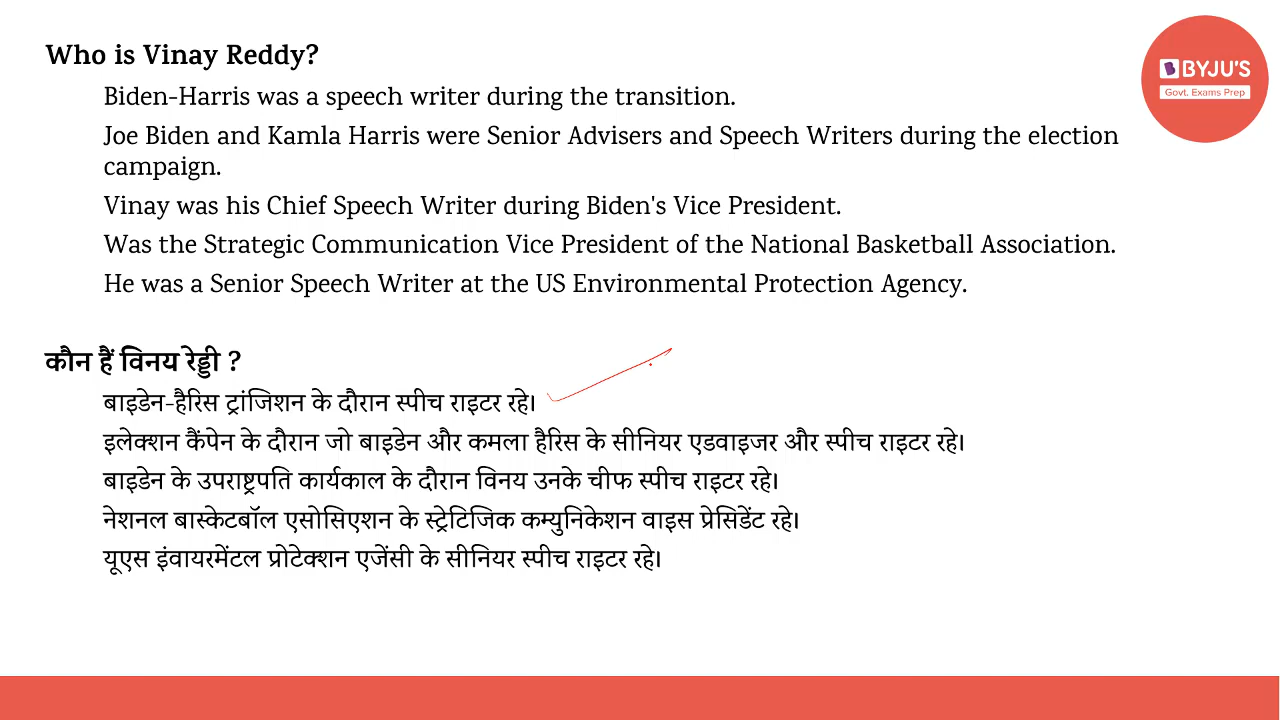 Who is Vinay Reddy?
BYJU'S
Govt. Exams Prep
Biden-Harris was a speech writer during the transition.
Joe Biden and Kamla Harris were Senior Advisers and Speech Writers during the election
campaign.
Vinay was his Chief Speech Writer during Biden's Vice President.
Was the Strategic Communication Vice President of the National Basketball Association.
He was a Senior Speech Writer at the US Environmental Protection Agency.
कौन हैं विनय रेड्डी ?
बाइडेन-हैरिस ट्रांजिशन के दौरान स्पीच राइटर रहे।
इलेक्शन कैंपेन के दौरान जो बाइडेन और कमला हैरिस के सीनियर एडवाइजर और स्पीच राइटर रहे।
बाइडेन के उपराष्ट्रपति कार्यकाल के दौरान विनय उनके चीफ स्पीच राइटर रहे।
नेशनल बास्केटबॉल एसोसिएशन के स्ट्रेटिजिक कम्युनिकेशन वाइस प्रेसिडेंट रहे।
यूएस इंवायरमेंटल प्रोटेक्शन एजेंसी के सीनियर स्पीच राइटर रहे।